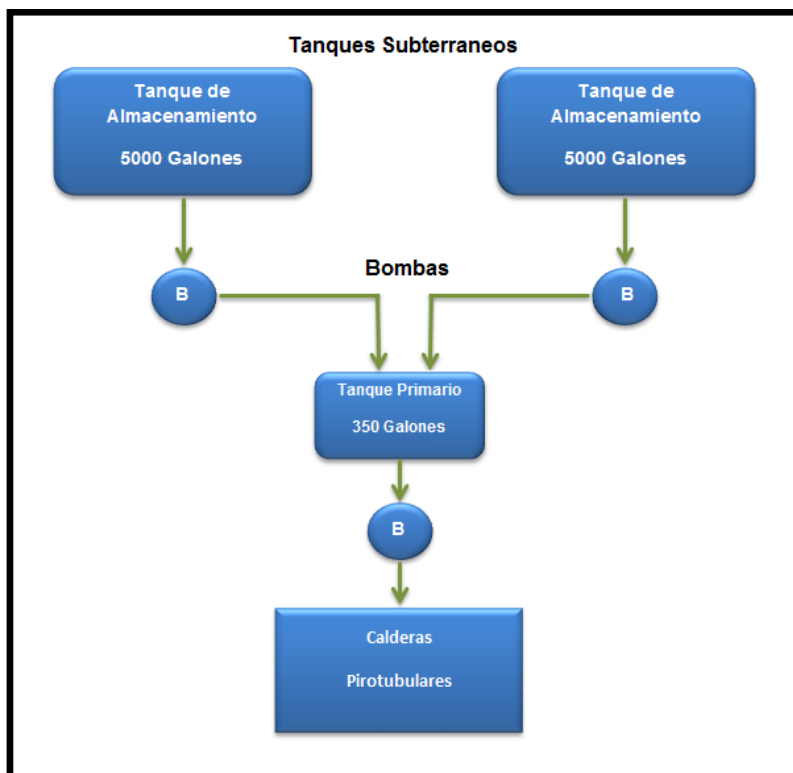 Tanques Subterraneos
Tanque de
Almacenamiento
5000 Galones
Tanque de
Almacenamiento
5000 Galones
Bombas
B
B
Tanque Primario
350 Galones
B
Calderas
Pirotubulares